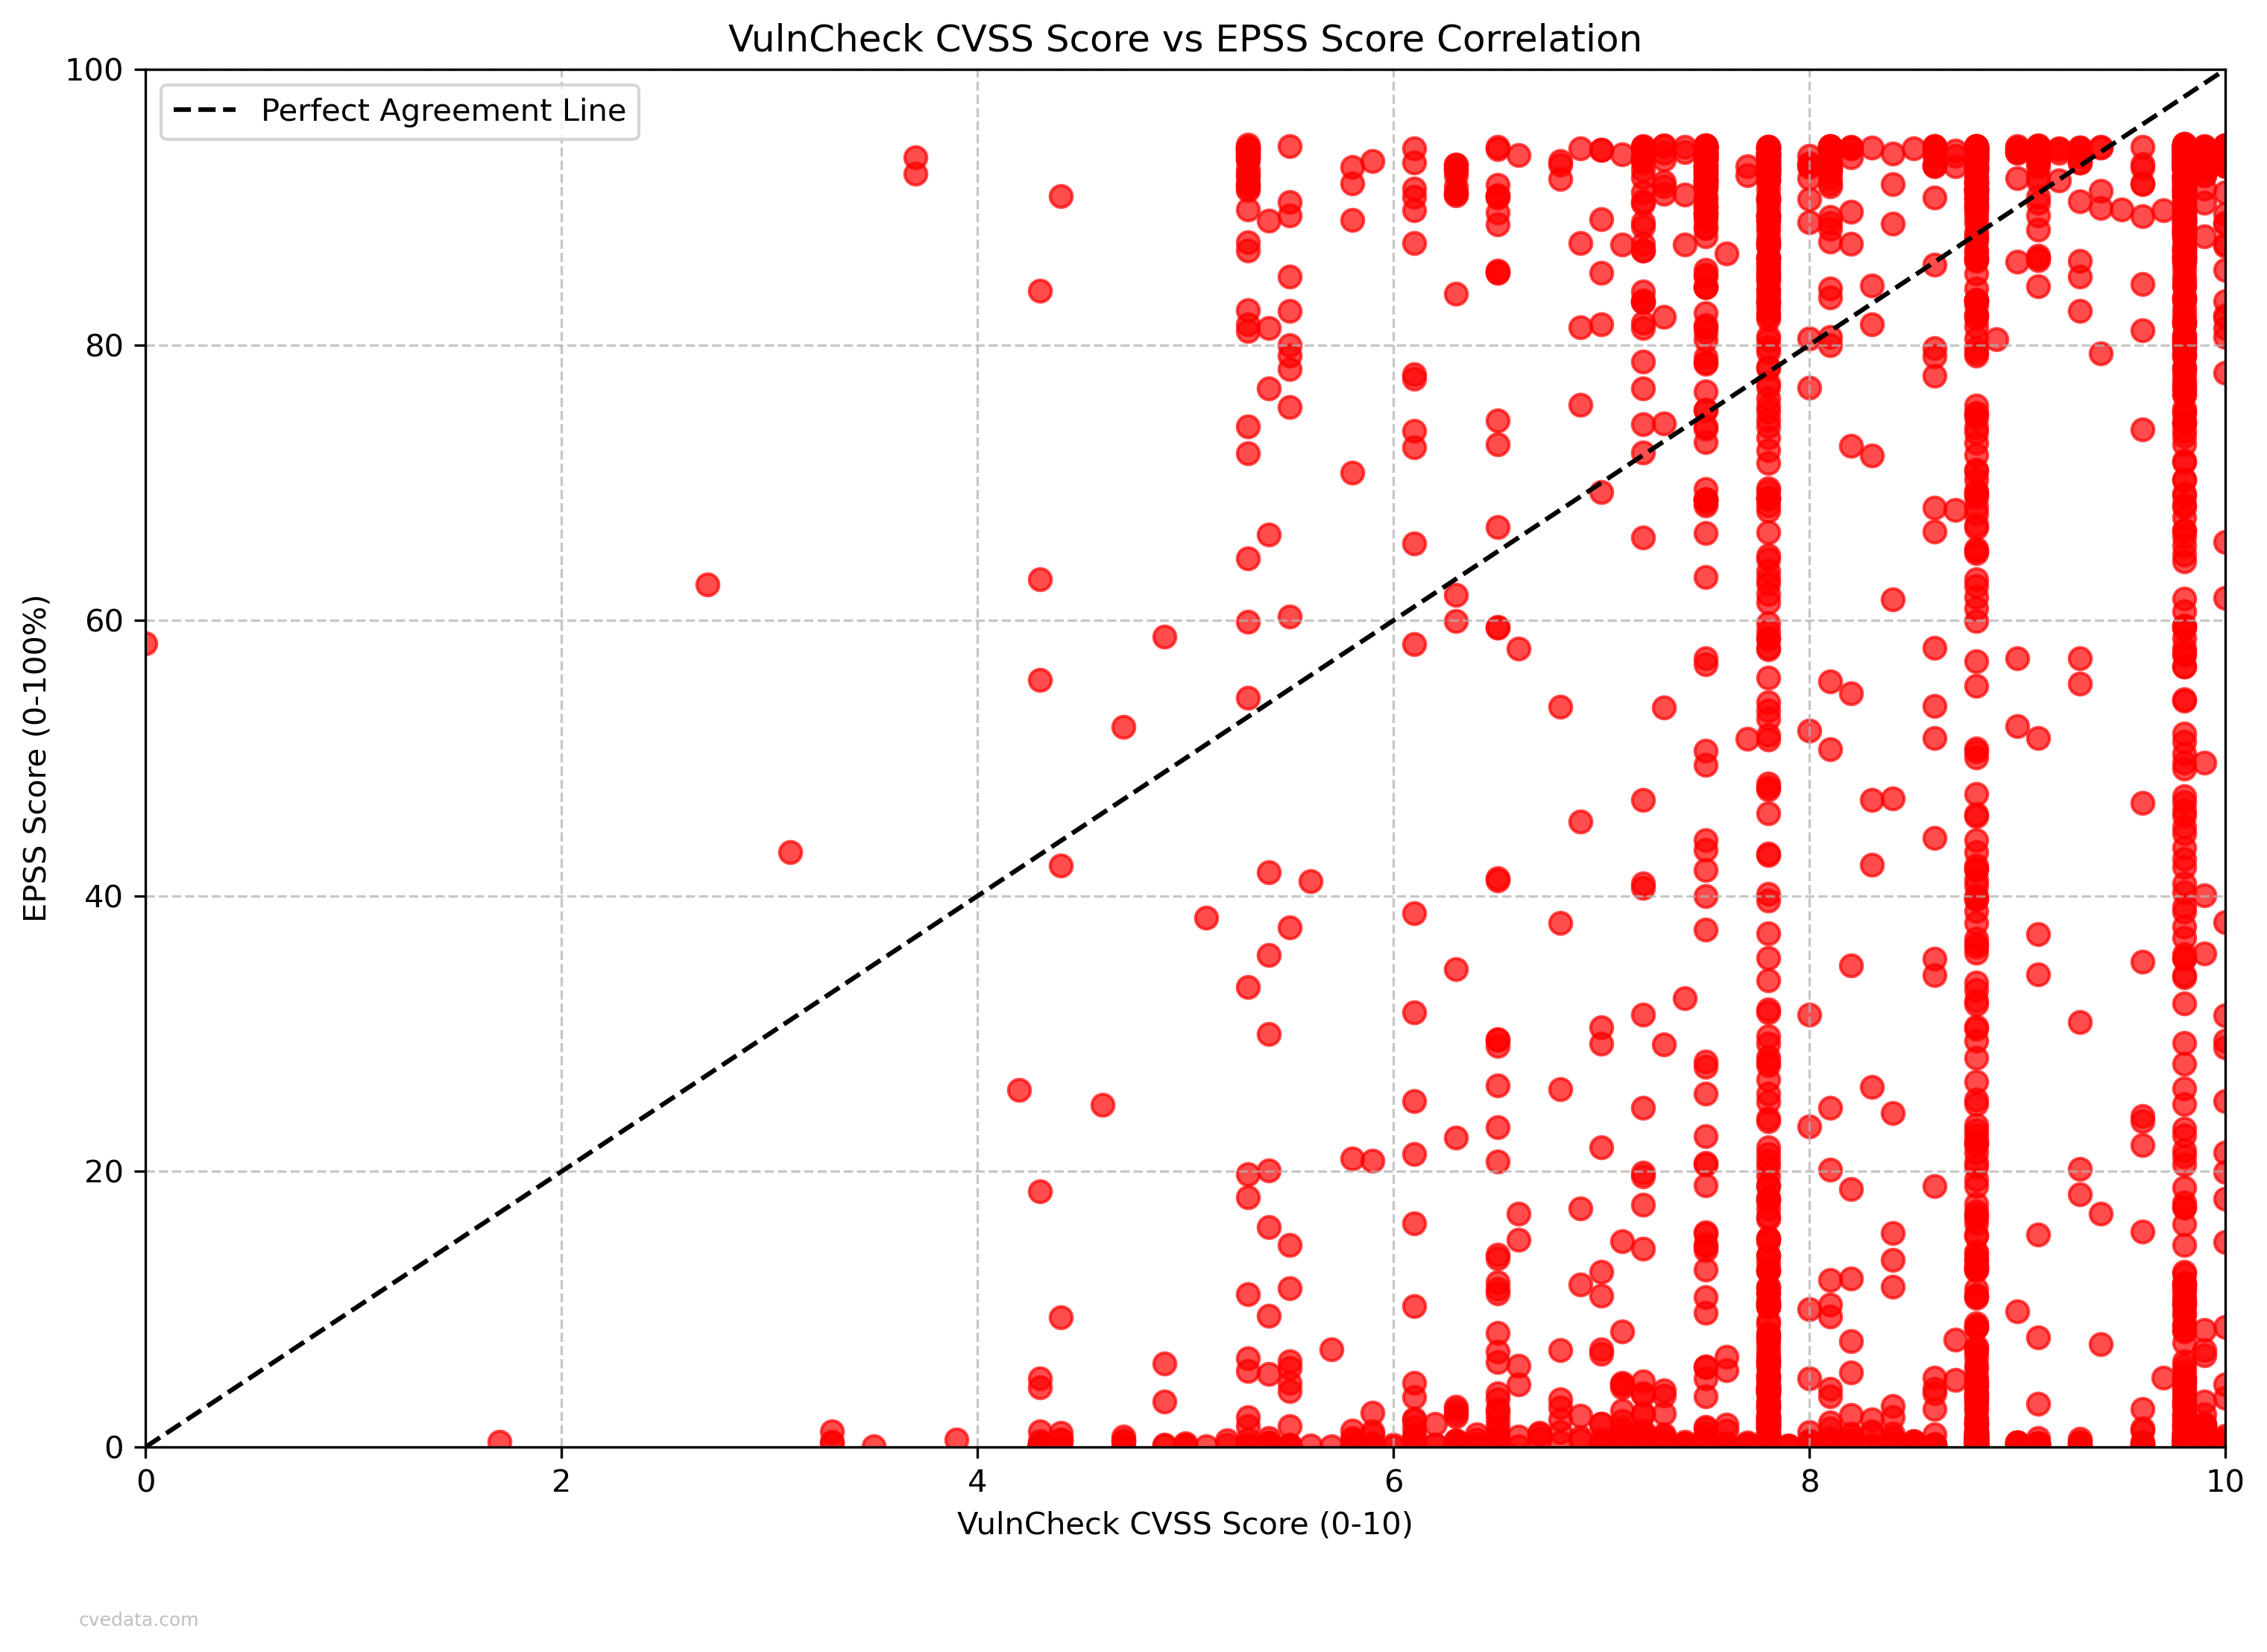 VulnCheck CVSS Score vs EPSS Score Correlation
100
Perfect Agreement Line
80
60
EPSS Score (0-100%)
40
20
0
0 2 4 6 8 10
VulnCheck CVSS Score (0-10)
cvedata.com